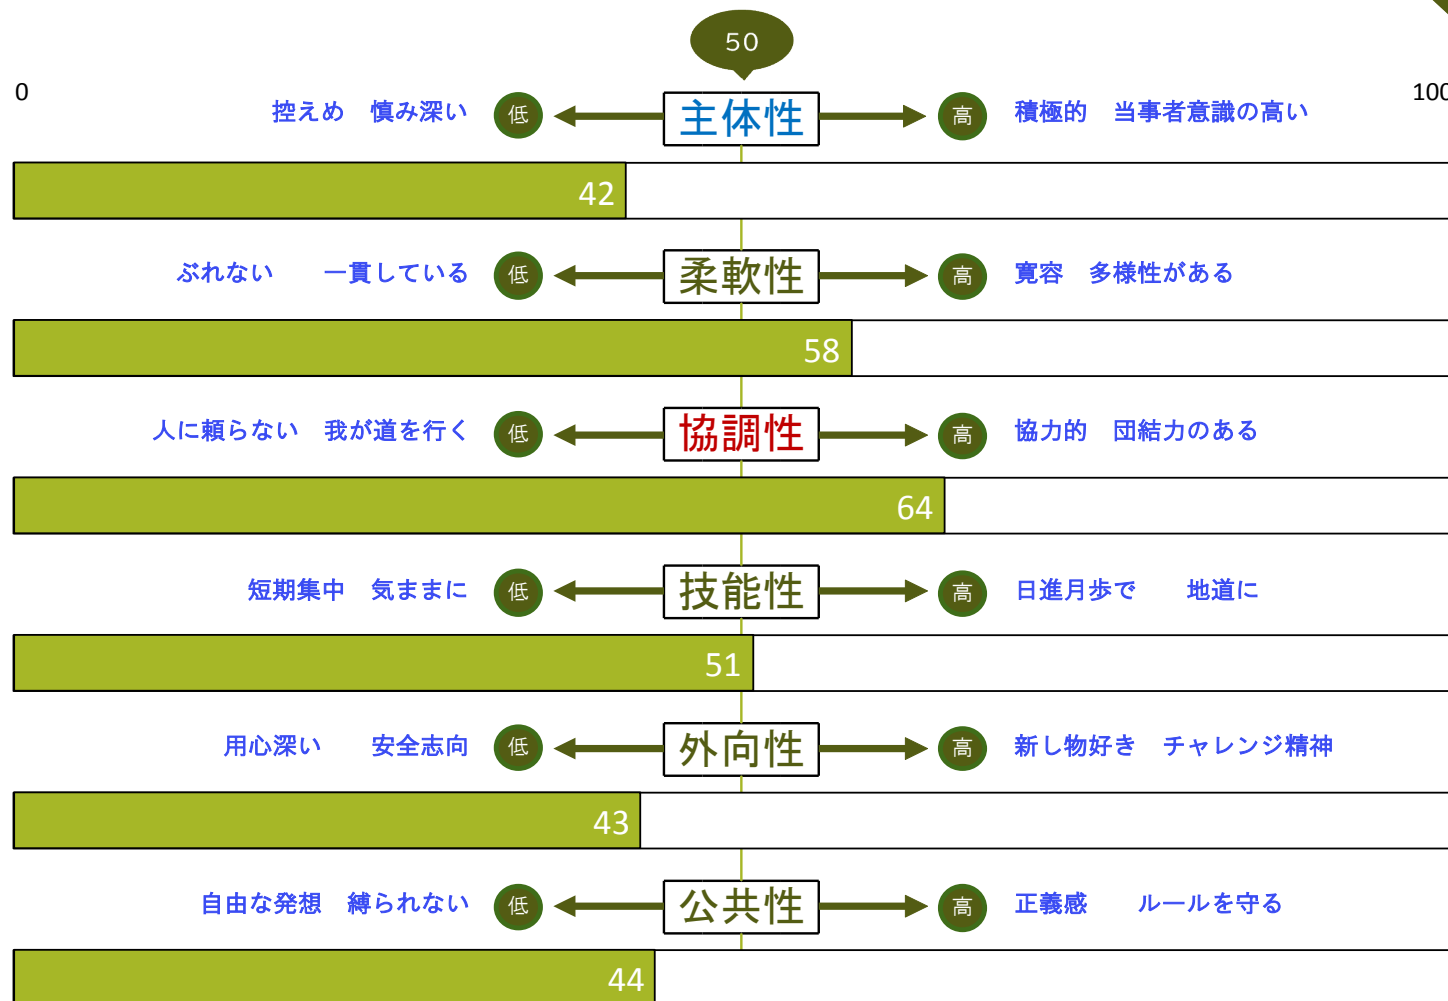 50
0
100
控えめ　慎み深い 低 主体性 高 積極的　当事者意識の高い
42
ぶれない　　一貫している 低 柔軟性 高 寛容　多様性がある
58
人に頼らない　我が道を行く 低 協調性 高 協力的　団結力のある
64
短期集中　気ままに 低 技能性 高 日進月歩で　　地道に
51
用心深い　　安全志向 低 外向性 高 新し物好き　チャレンジ精神
43
自由な発想　縛られない 低 公共性 高 正義感　　ルールを守る
44